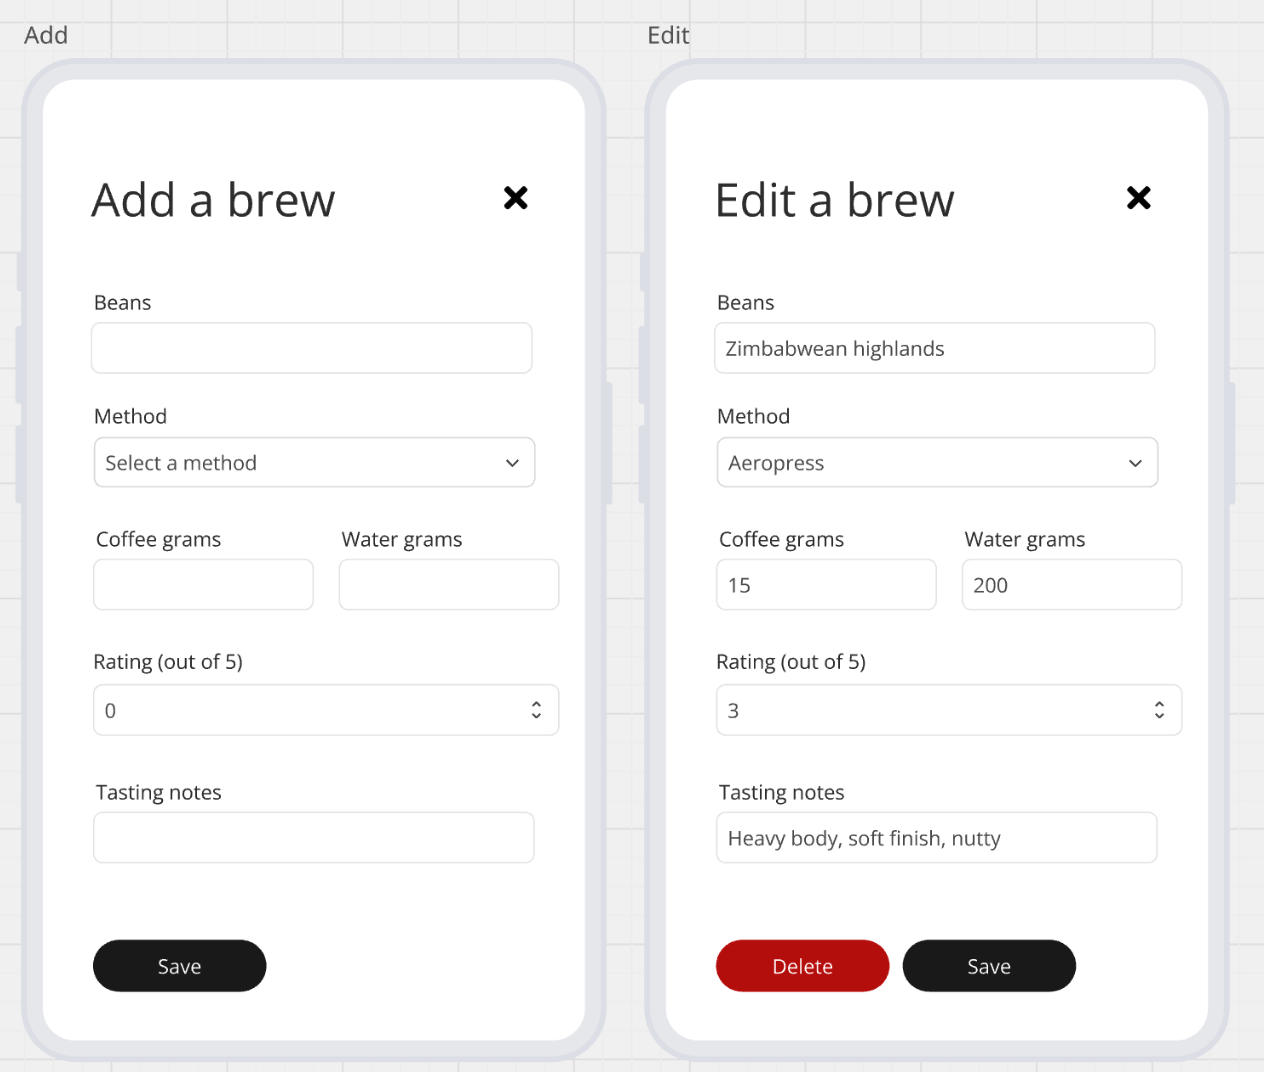 Add
Add a brew
Beans
Method
Select a method
Coffee grams
Water grams
Rating (out of 5)
0
Tasting notes
Save
Edit
Edit a brew
Beans
Zimbabwean highlands
Method
Aeropress
Coffee grams
Water grams
15
200
Rating (out of 5)
3
Tasting notes
Heavy body, soft finish, nutty
Delete
Save